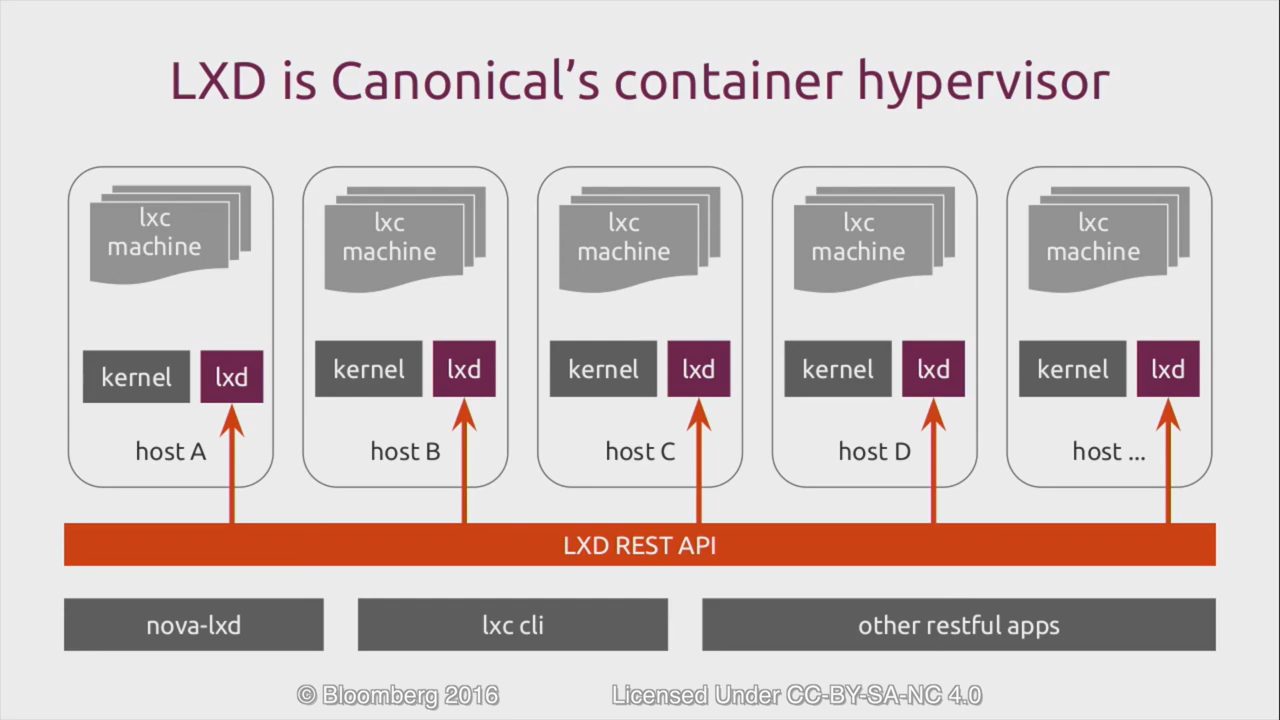 LXD is Canonical's container hypervisor
lxc
machine
kernel
lxd
host A
lxc
machine
kernel
lxd
host B
lxc
machine
kernel
lxd
host C
lxc
machine
kernel
lxd
host D
lxc
machine
kernel
lxd
host ...
LXD REST API
nova-lxd
lxc cli
other restful apps
© Bloomberg 2016
Licensed Under CC-BY-SA-NC 4.0